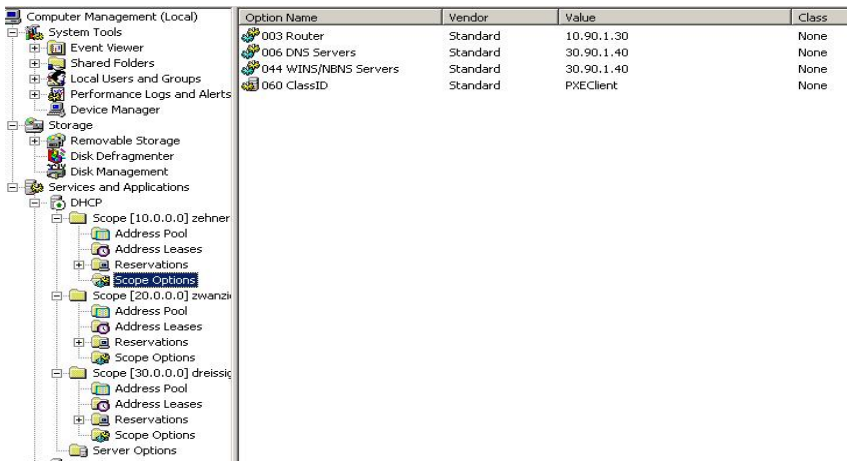 Computer Management (Local)
System Tools
Event Viewer
Shared Folders
Local Users and Groups
Performance Logs and Alerts
Device Manager
Storage
Removable Storage
Disk Defragmenter
Disk Management
Services and Applications
DHCP
Scope [10.0.0.0] zehner
Address Pool
Address Leases
Reservations
Scope Options
Scope [20.0.0.0] zwanzi
Address Pool
Address Leases
Reservations
Scope Options
Scope [30.0.0.0] dreissig
Address Pool
Address Leases
Reservations
Scope Options
Server Options
Option Name Vendor Value Class
003 Router Standard 10.90.1.30 None
006 DNS Servers Standard 30.90.1.40 None
044 WINS/NBNS Servers Standard 30.90.1.40 None
060 ClassID Standard PXEClient None